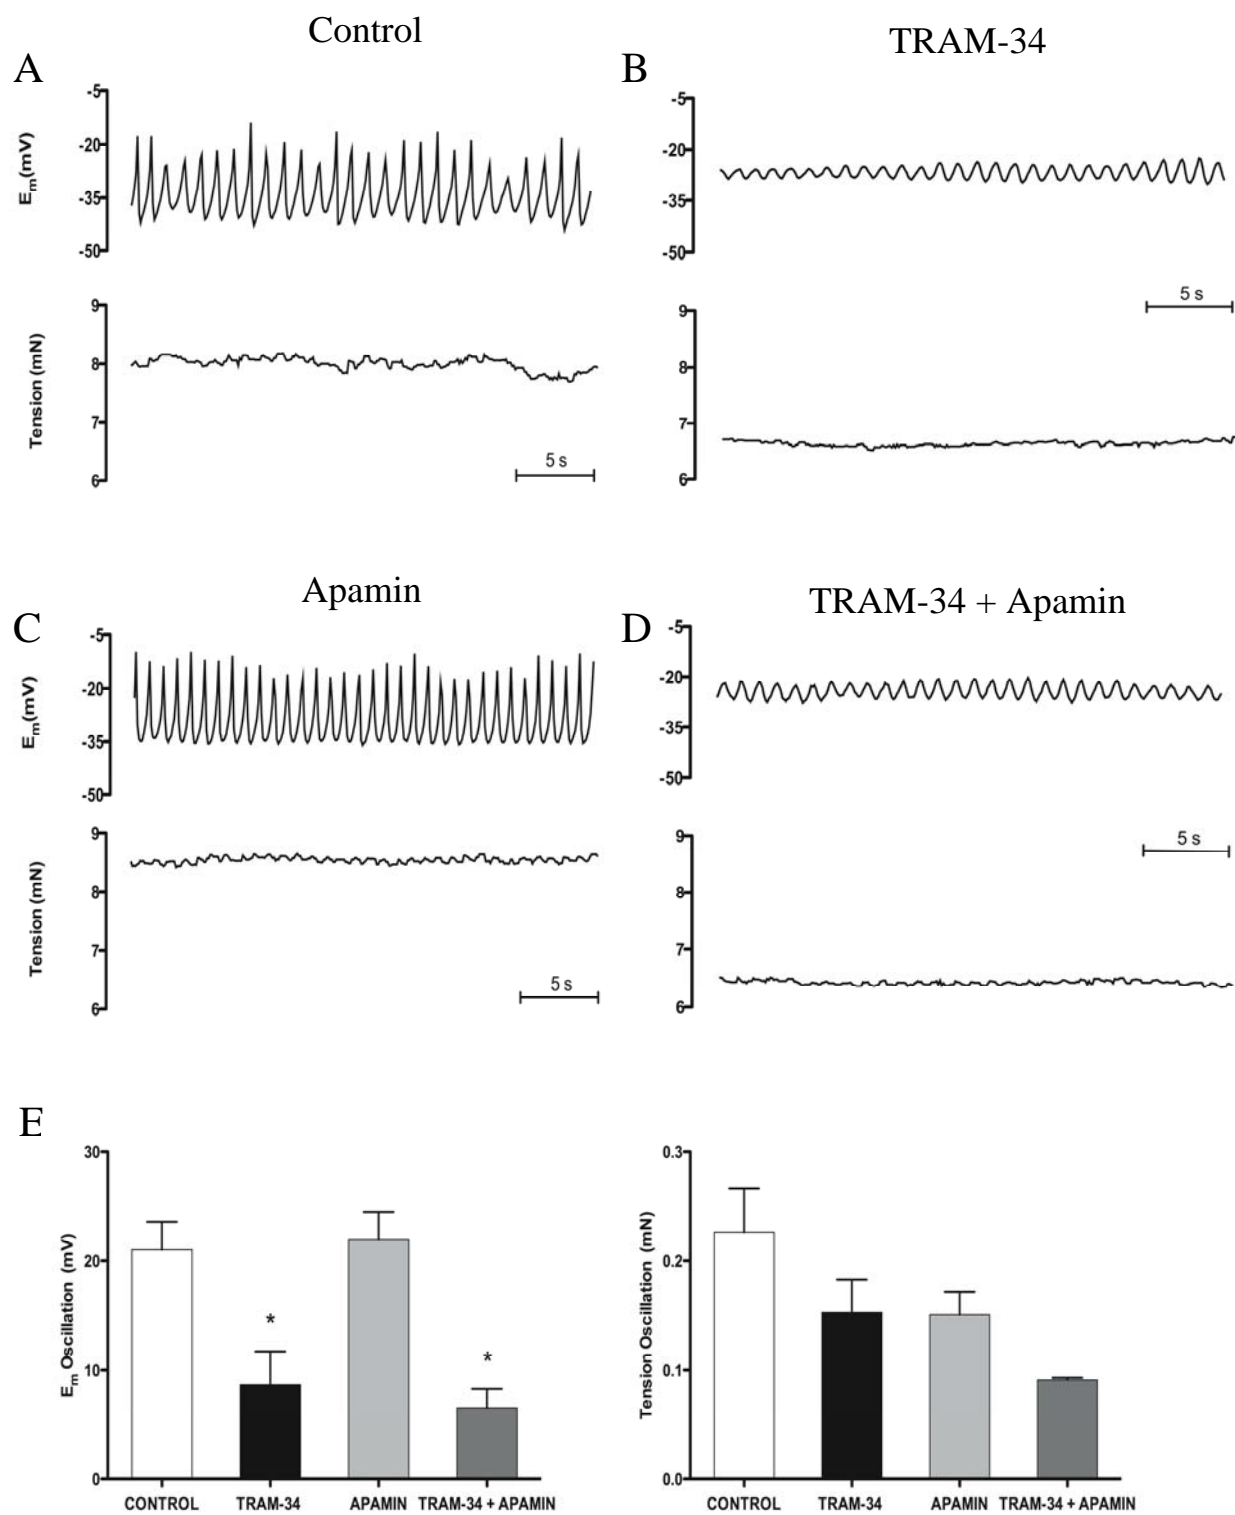 Control
TRAM-34
A
B
-5
-20
-35
-50
Em(mV)
-5
-20
-35
-50
9
8
7
6
Tension (mN)
5 s
5 s
9
8
7
6
Apamin
TRAM-34 + Apamin
C
D
-5
-20
-35
-50
Em(mV)
-5
-20
-35
-50
9
8
7
6
Tension (mN)
5 s
5 s
9
8
7
6
E
30
20
10
0
Em Oscillation (mV)
*
*
CONTROL TRAM-34 APAMIN TRAM-34 + APAMIN
0.3
0.2
0.1
0.0
Tension Oscillation (mN)
CONTROL TRAM-34 APAMIN TRAM-34 + APAMIN